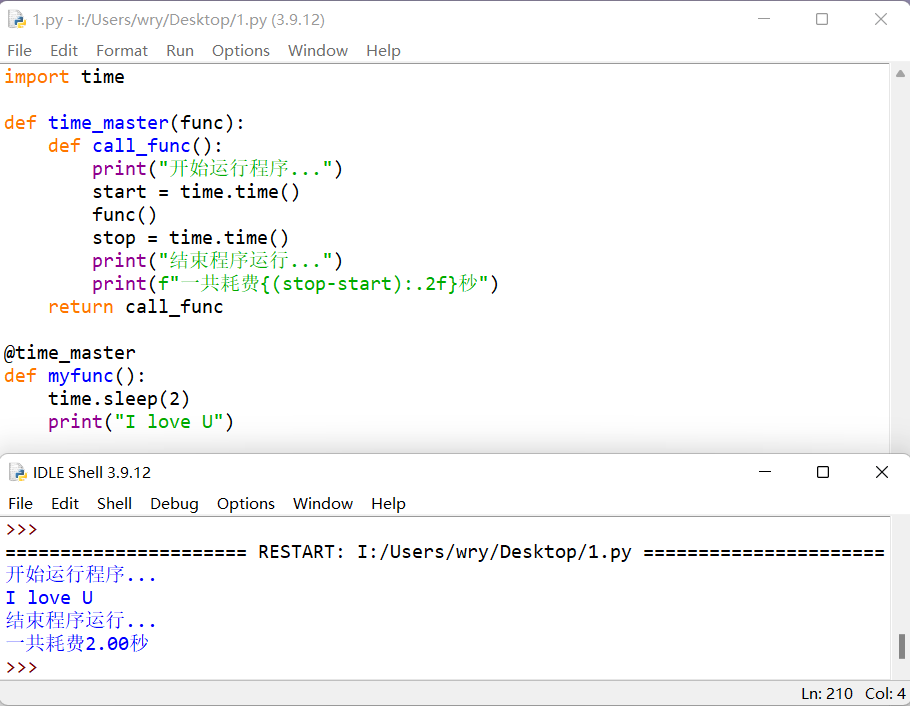 1.py - I:/Users/wry/Desktop/1.py (3.9.12)
File Edit Format Run Options Window Help
import time
def time_master(func):
    def call_func():
        print("开始运行程序...")
        start = time.time()
        func()
        stop = time.time()
        print("结束程序运行...")
        print(f"一共耗费{(stop-start):.2f}秒")
    return call_func
@time_master
def myfunc():
    time.sleep(2)
    print("I love U")
IDLE Shell 3.9.12
File Edit Shell Debug Options Window Help
>>>
====================== RESTART: I:/Users/wry/Desktop/1.py ======================
开始运行程序...
I love U
结束程序运行...
一共耗费2.00秒
>>>
Ln: 210 Col: 4